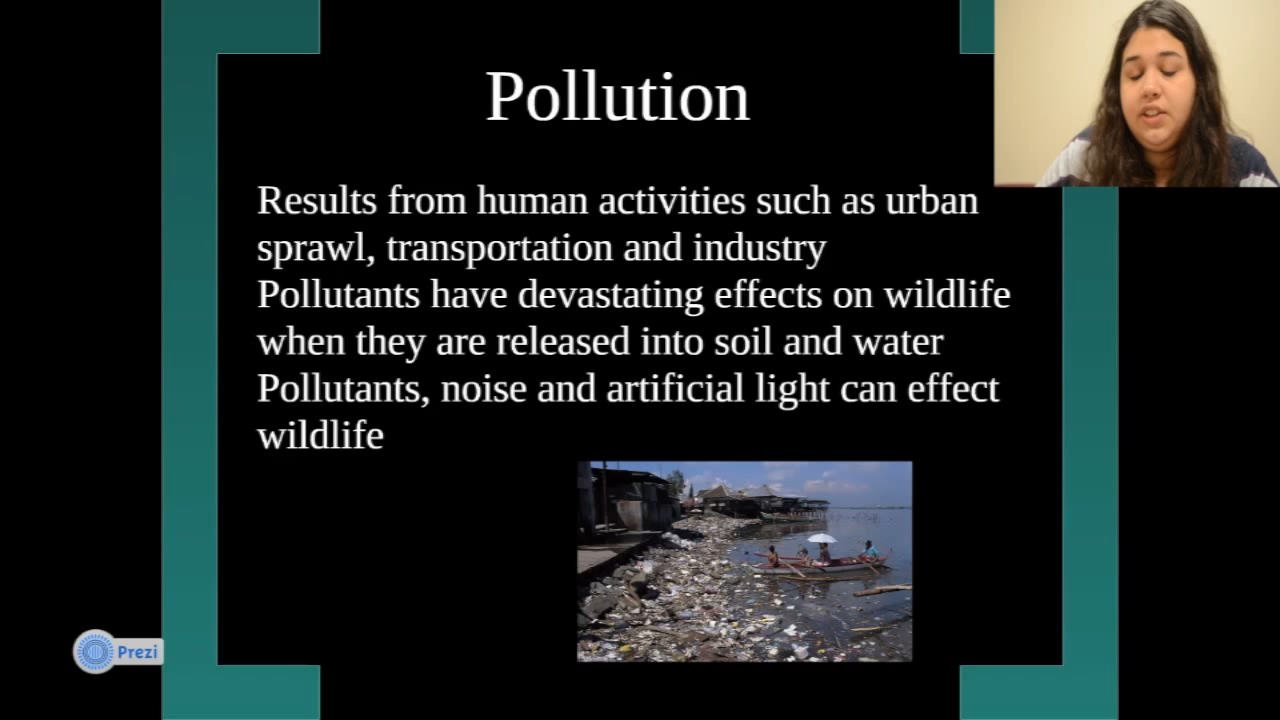 Pollution
Results from human activities such as urban
sprawl, transportation and industry
Pollutants have devastating effects on wildlife
when they are released into soil and water
Pollutants, noise and artificial light can effect
wildlife
Prezi